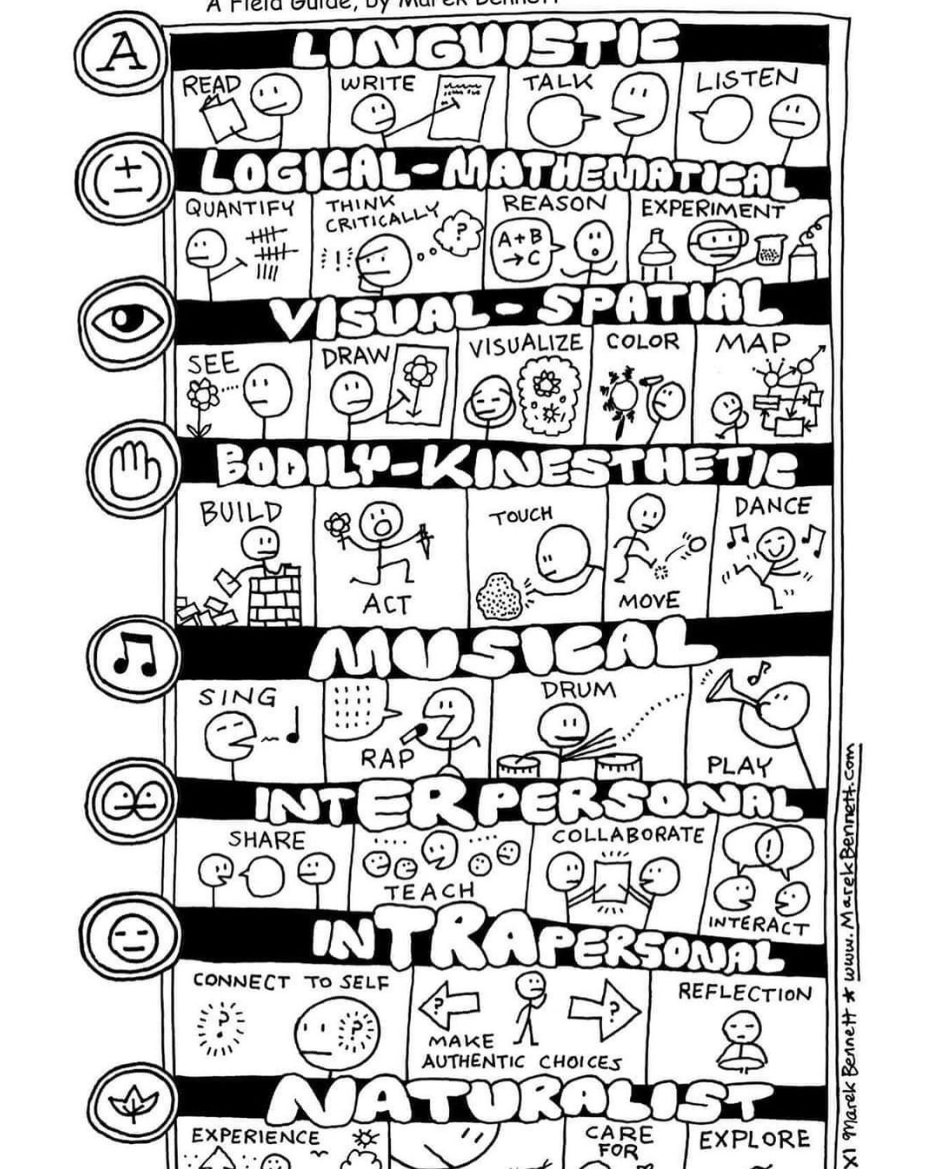 A Field Guide, by Marek Bennett
A
LINGUISTIC
READ
WRITE
TALK
LISTEN
LOGICAL-MATHEMATICAL
QUANTIFY
THINK
CRITICALLY
!!!
?
REASON
A+B
→C
EXPERIMENT
VISUAL-SPATIAL
SEE
DRAW
VISUALIZE
COLOR
MAP
BODILY-KINESTHETIC
BUILD
ACT
TOUCH
MOVE
DANCE
MUSICAL
SING
RAP
DRUM
PLAY
INTERPERSONAL
SHARE
TEACH
COLLABORATE
!
INTERACT
INTRAPERSONAL
CONNECT TO SELF
?
?
?
?
MAKE
AUTHENTIC CHOICES
REFLECTION
NATURALIST
EXPERIENCE
CARE
FOR
EXPLORE
Marek Bennett * www.MarekBennett.com